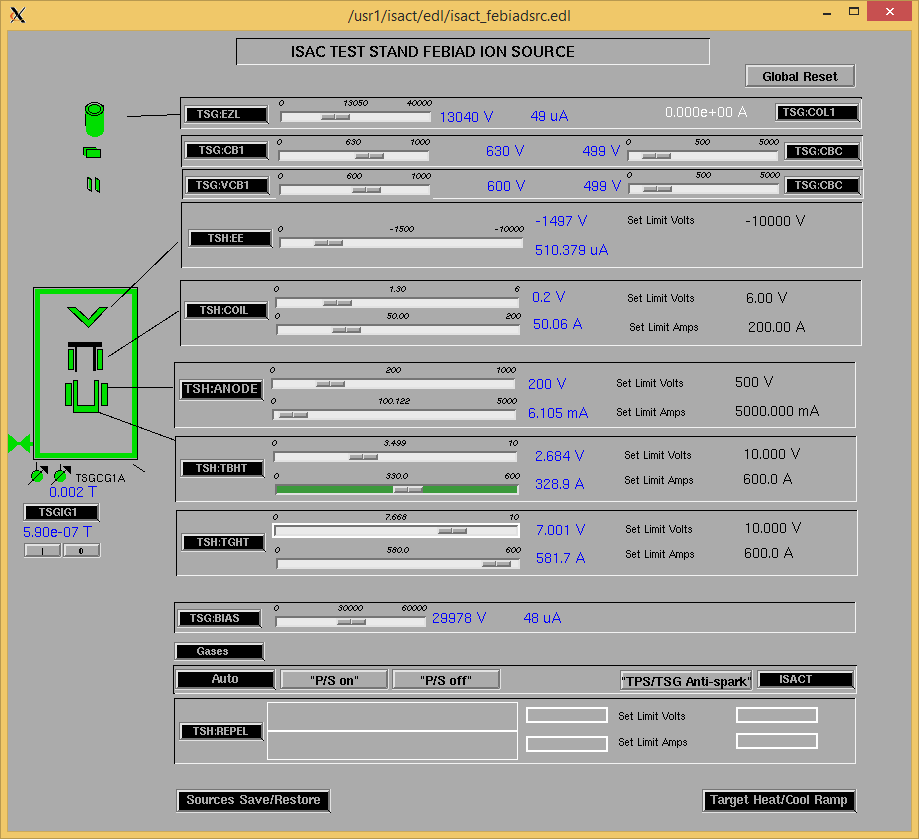 X /usr1/isact/edl/isact_febiadsrc.edl
ISAC TEST STAND FEBIAD ION SOURCE
Global Reset
TSG:EZL 0 13050 40000 13040 V 49 uA 0.000e+00 A TSG:COL1
TSG:CB1 0 630 1000 630 V 499 V 0 500 5000 TSG:CBC
TSG:VCB1 0 600 1000 600 V 499 V 0 500 5000 TSG:CBC
TSH:EE 0 -1500 -10000 -1497 V Set Limit Volts -10000 V
510.379 uA
TSH:COIL 0 1.30 6 0.2 V Set Limit Volts 6.00 V
0 50.00 200 50.06 A Set Limit Amps 200.00 A
TSH:ANODE 0 200 1000 200 V Set Limit Volts 500 V
0 100.122 5000 6.105 mA Set Limit Amps 5000.000 mA
TSH:TBHT 0 3.499 10 2.684 V Set Limit Volts 10.000 V
0 330.0 600 328.9 A Set Limit Amps 600.0 A
TSGCG1A
0.002 T
TSGIG1
5.90e-07 T
I 0
TSH:TGHT 0 7.666 10 7.001 V Set Limit Volts 10.000 V
0 580.0 600 581.7 A Set Limit Amps 600.0 A
TSG:BIAS 0 30000 60000 29978 V 48 uA
Gases
Auto "P/S on" "P/S off" "TPS/TSG Anti-spark" ISACT
TSH:REPEL Set Limit Volts
Set Limit Amps
Sources Save/Restore Target Heat/Cool Ramp